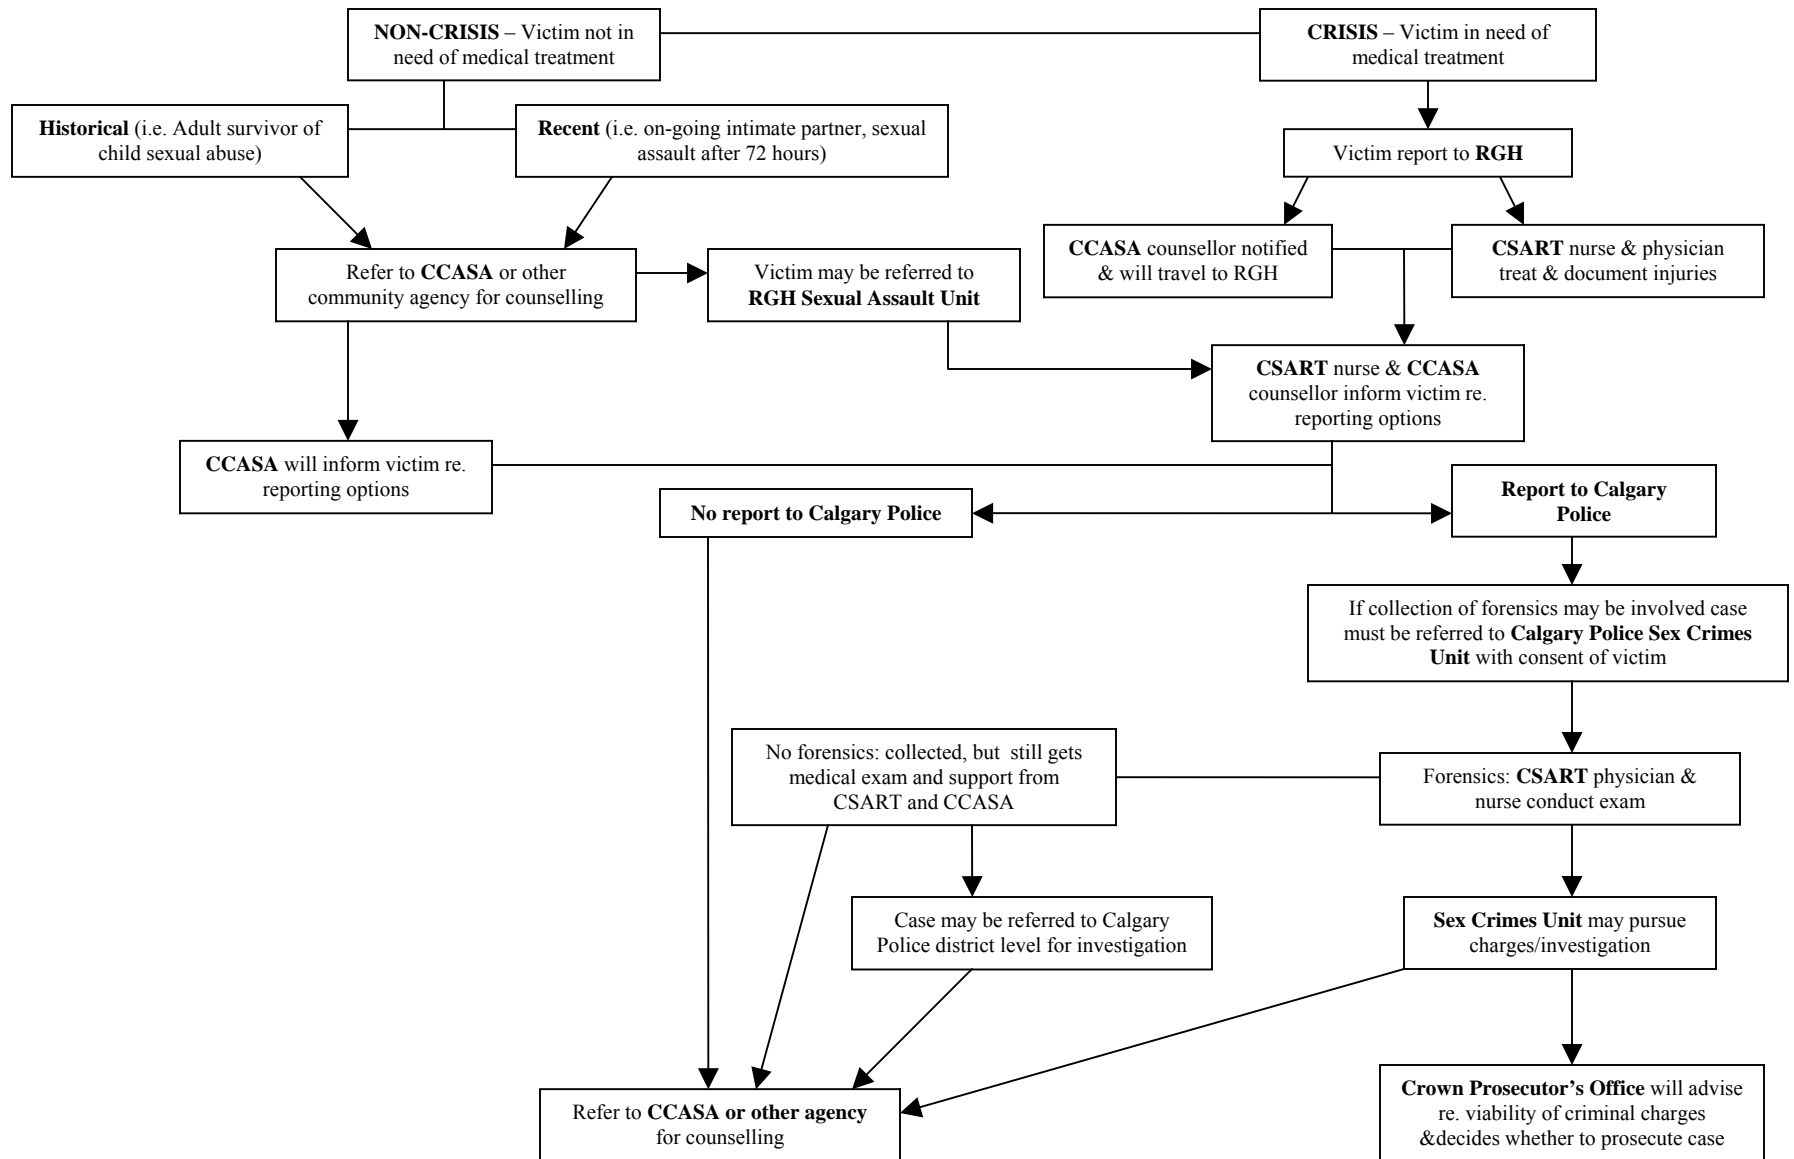 NON-CRISIS – Victim not in
need of medical treatment
CRISIS – Victim in need of
medical treatment
Historical (i.e. Adult survivor of
child sexual abuse)
Recent (i.e. on-going intimate partner, sexual
assault after 72 hours)
Victim report to RGH
Refer to CCASA or other
community agency for counselling
Victim may be referred to
RGH Sexual Assault Unit
CCASA counsellor notified
& will travel to RGH
CSART nurse & physician
treat & document injuries
CSART nurse & CCASA
counsellor inform victim re.
reporting options
CCASA will inform victim re.
reporting options
No report to Calgary Police
Report to Calgary
Police
If collection of forensics may be involved case
must be referred to Calgary Police Sex Crimes
Unit with consent of victim
No forensics: collected, but still gets
medical exam and support from
CSART and CCASA
Forensics: CSART physician &
nurse conduct exam
Case may be referred to Calgary
Police district level for investigation
Sex Crimes Unit may pursue
charges/investigation
Refer to CCASA or other agency
for counselling
Crown Prosecutor’s Office will advise
re. viability of criminal charges
&decides whether to prosecute case